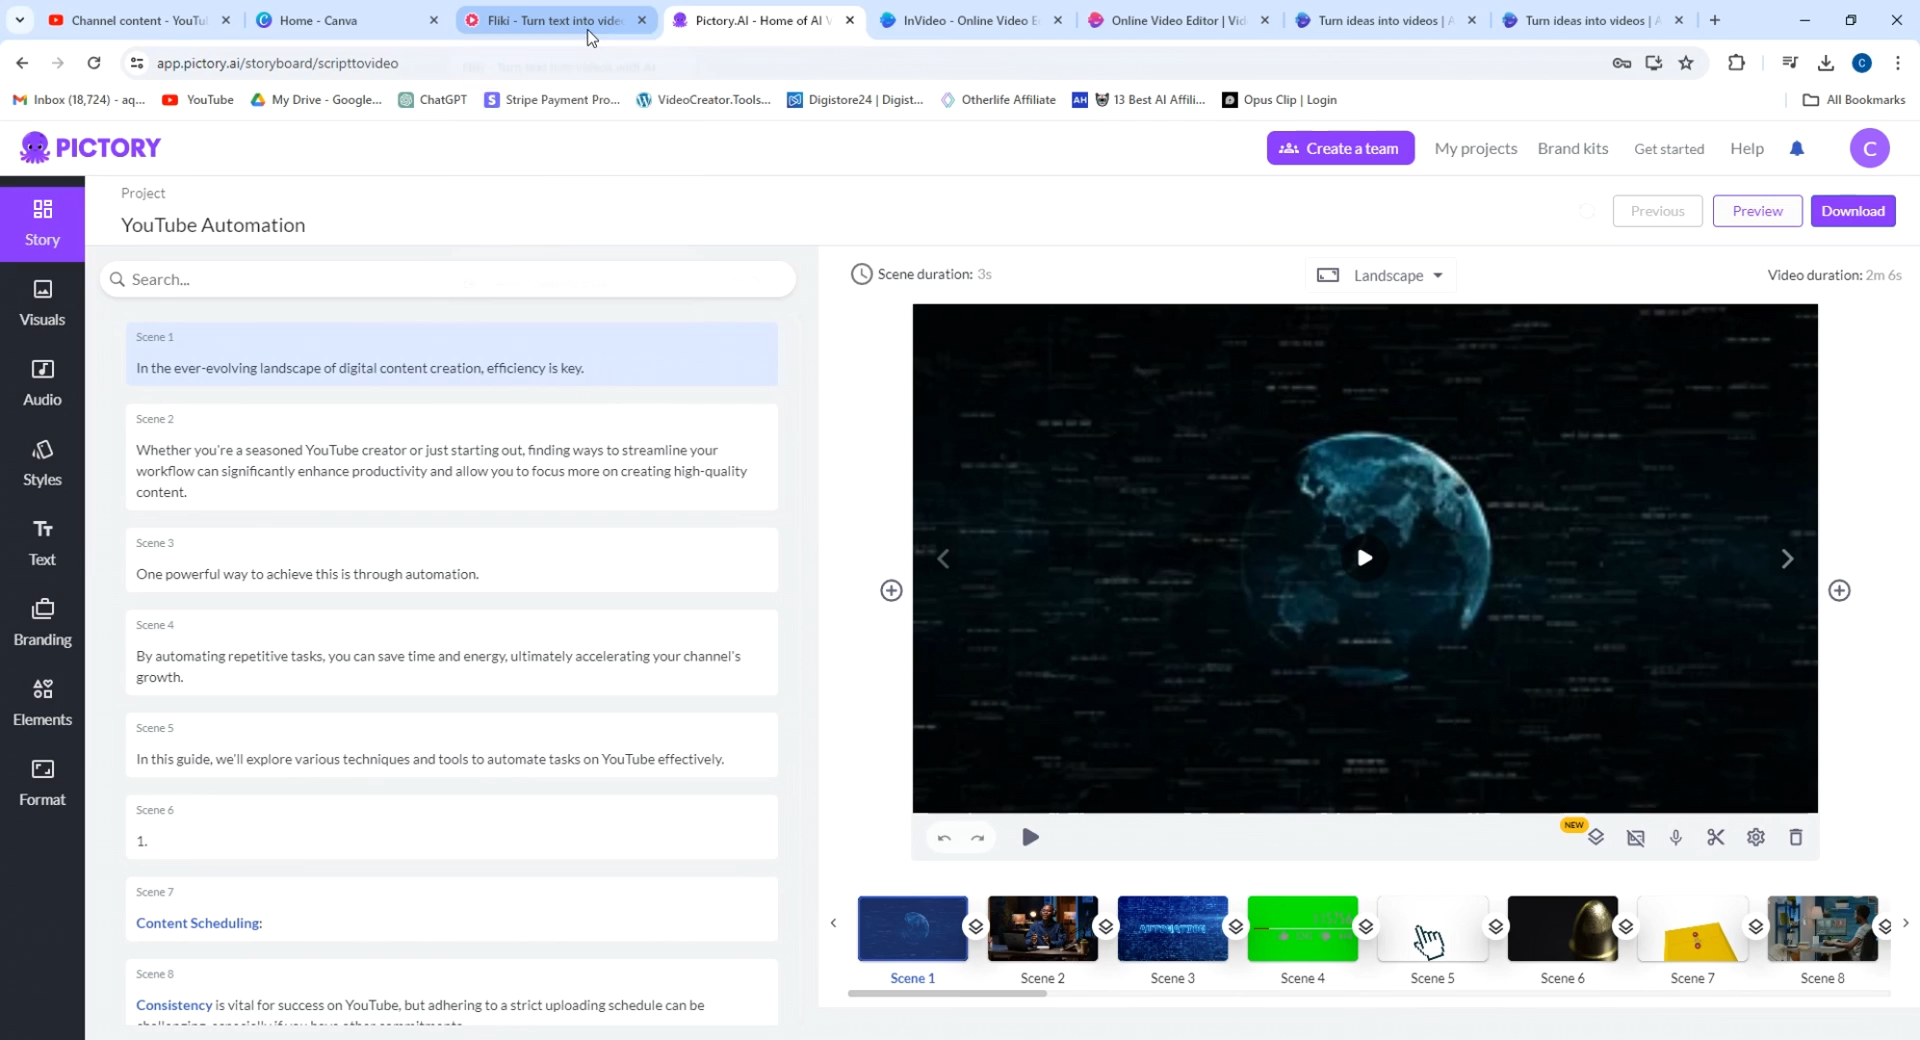 Channel content - YouTu
Home - Canva
Fliki - Turn text into vide
Pictory.AI - Home of AI V
InVideo - Online Video E
Online Video Editor | Vid
Turn ideas into videos | A
Turn ideas into videos | A
app.pictory.ai/storyboard/scripttovideo
Inbox (18,724) - aq...
YouTube
My Drive - Google...
ChatGPT
Stripe Payment Pro...
VideoCreator.Tools...
Digistore24 | Digist...
Otherlife Affiliate
AH
13 Best AI Affili...
Opus Clip | Login
All Bookmarks
PICTORY
Create a team
My projects
Brand kits
Get started
Help
C
Story
Visuals
Audio
Styles
Text
Branding
Elements
Format
Project
YouTube Automation
Previous
Preview
Download
Search...
Scene duration: 3s
Landscape
Video duration: 2m 6s
Scene 1
In the ever-evolving landscape of digital content creation, efficiency is key.
Scene 2
Whether you're a seasoned YouTube creator or just starting out, finding ways to streamline your
workflow can significantly enhance productivity and allow you to focus more on creating high-quality
content.
Scene 3
One powerful way to achieve this is through automation.
Scene 4
By automating repetitive tasks, you can save time and energy, ultimately accelerating your channel's
growth.
Scene 5
In this guide, we'll explore various techniques and tools to automate tasks on YouTube effectively.
Scene 6
1.
Scene 7
Content Scheduling:
Scene 8
Consistency is vital for success on YouTube, but adhering to a strict uploading schedule can be
NEW
AUTOMATION
Scene 1
Scene 2
Scene 3
Scene 4
Scene 5
Scene 6
Scene 7
Scene 8